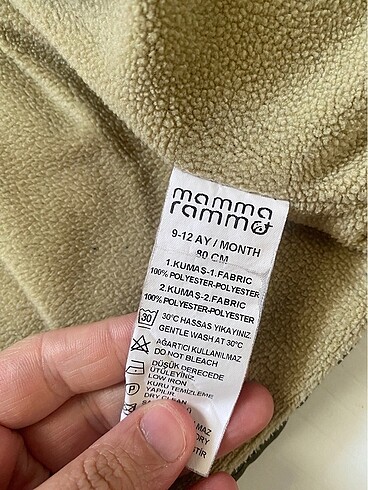 mamma
ramma
9-12 AY / MONTH
80 CM
1.KUMAŞ-1.FABRIC
100% POLYESTER-POLYESTER
2.KUMAŞ-2.FABRIC
100% POLYESTER-POLYESTER
30 30°C HASSAS YIKAYINIZ
GENTLE WASH AT 30°C
AĞARTICI KULLANILMAZ
DO NOT BLEACH
DÜŞÜK DERECEDE
ÜTÜLEYİNİZ
LOW IRON
KURU TEMİZLEME
YAPILIR
DRY CLEAN